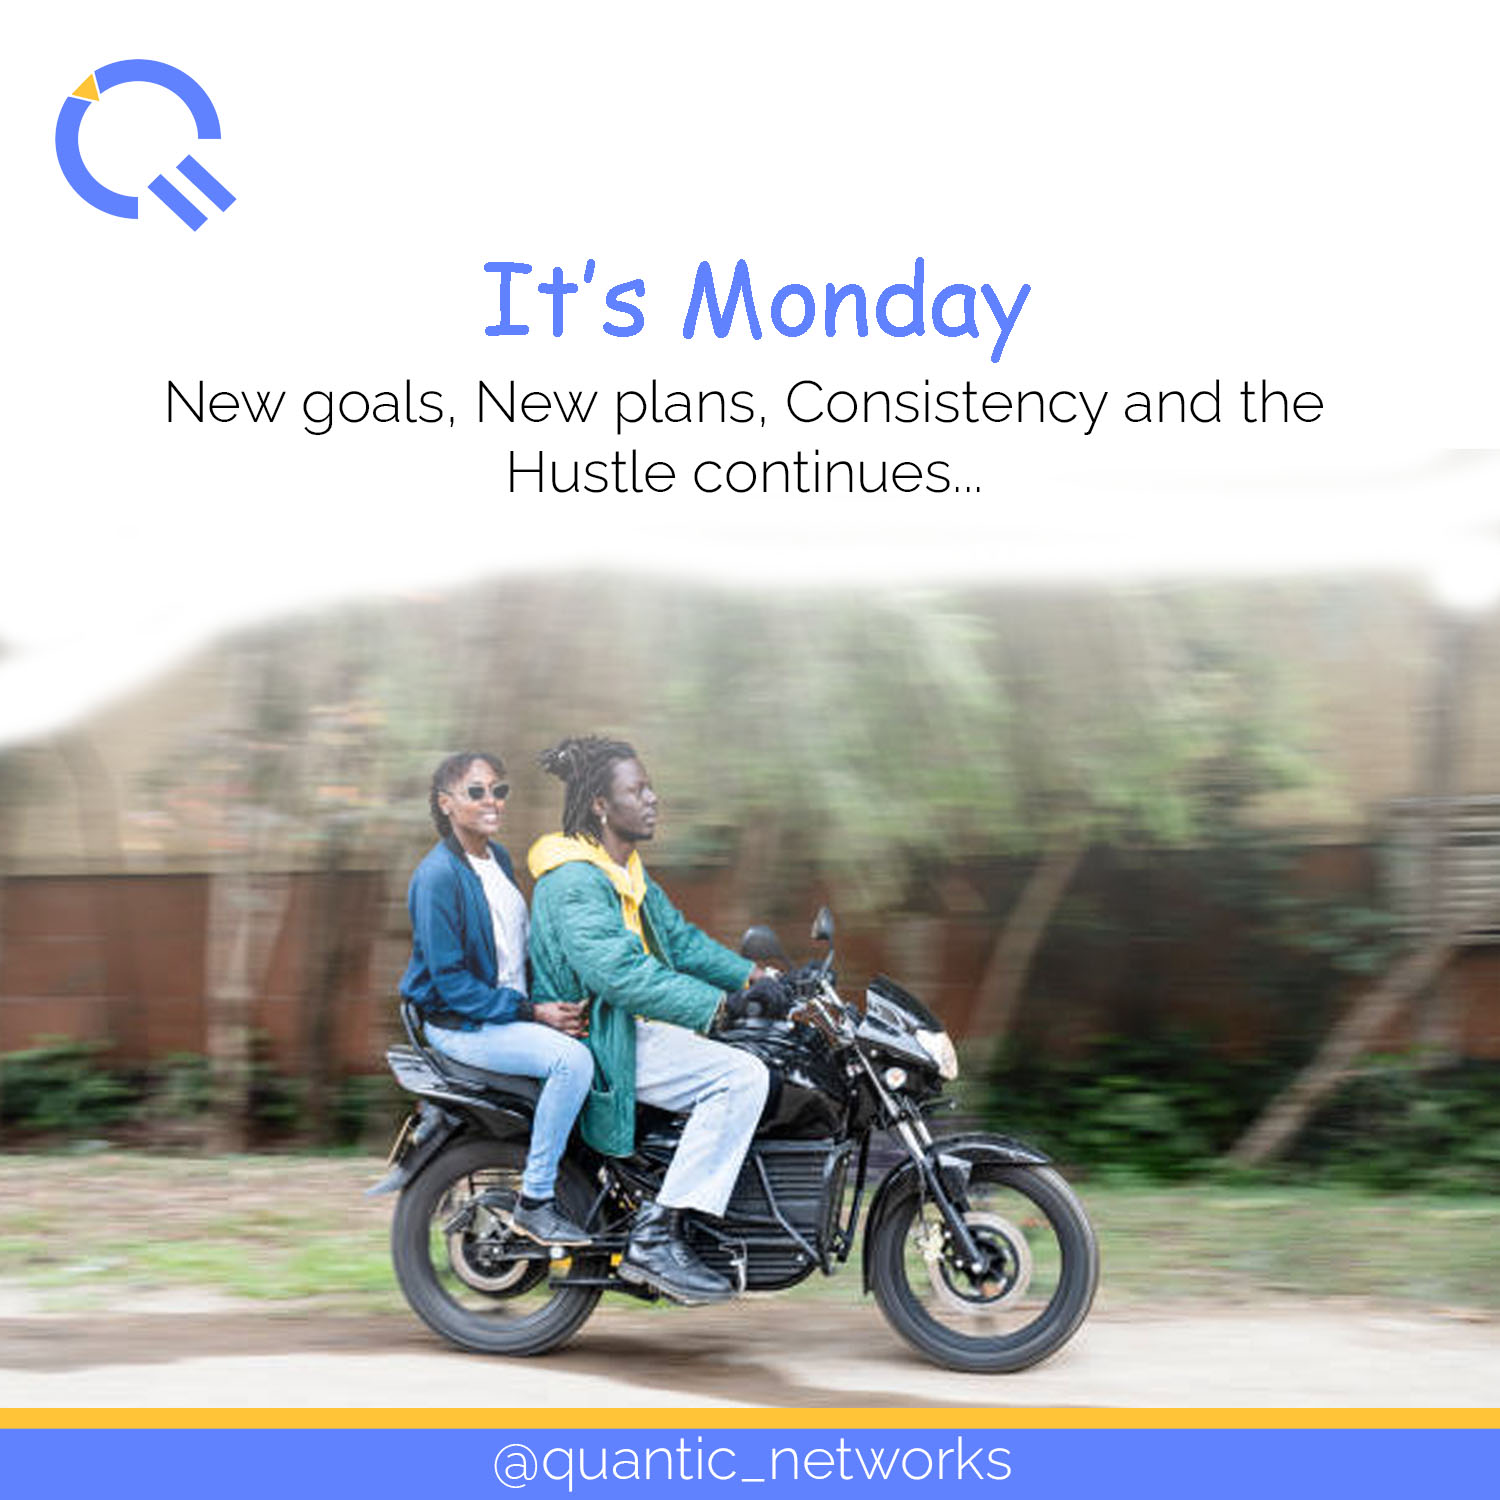 It's Monday
New goals, New plans, Consistency and the
Hustle continues...
@quantic_networks